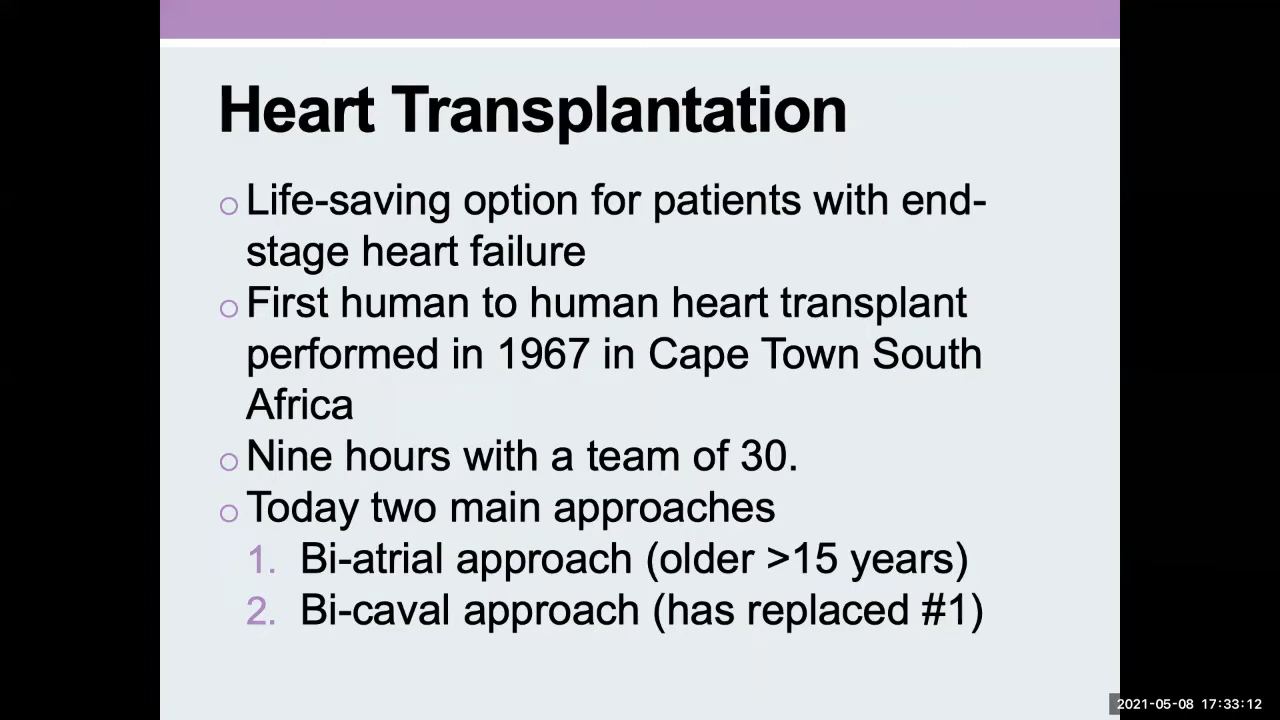 Heart Transplantation
Life-saving option for patients with end-
stage heart failure
First human to human heart transplant
performed in 1967 in Cape Town South
Africa
Nine hours with a team of 30.
Today two main approaches
1. Bi-atrial approach (older >15 years)
2. Bi-caval approach (has replaced #1)
2021-05-08 17:33:12